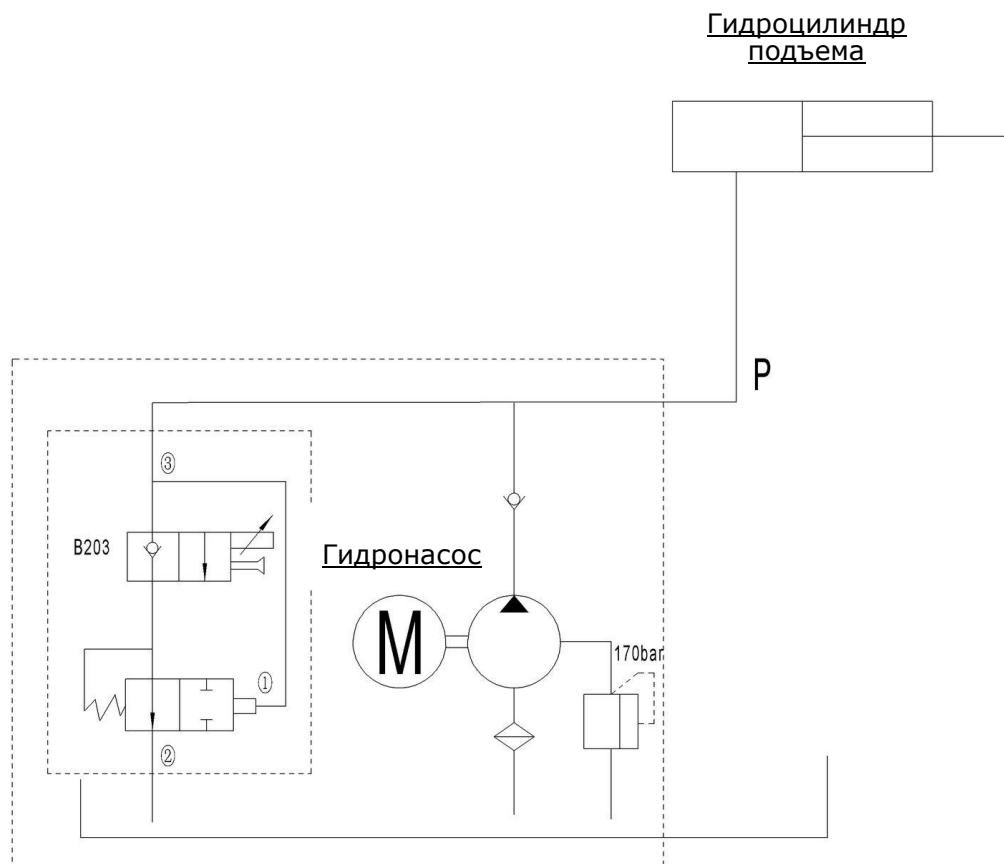 Гидроцилиндр
подъема
P
③
B203
Гидронасос
M
170bar
①
②